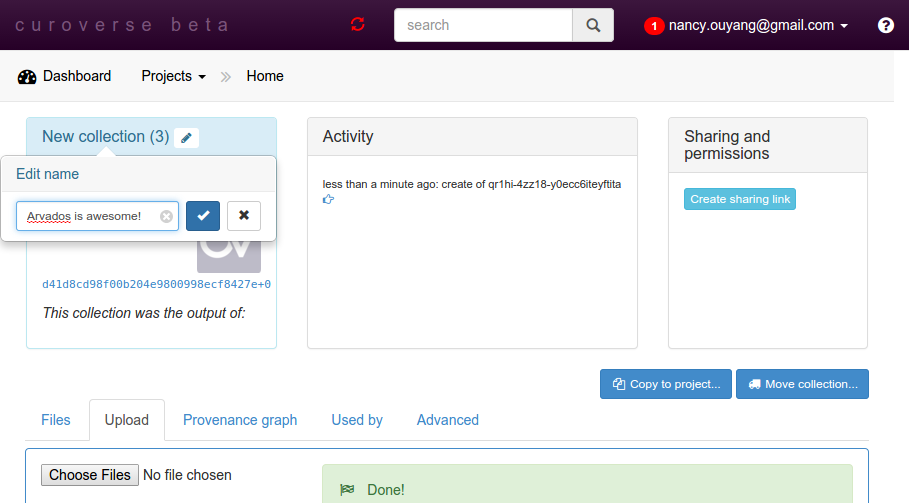 curoverse beta
search
1 nancy.ouyang@gmail.com
?
Dashboard Projects » Home
New collection (3)
Edit name
Arvados is awesome!
d41d8cd98f00b204e9800998ecf8427e+0
This collection was the output of:
Activity
less than a minute ago: create of qr1hi-4zz18-y0ecc6iteyftita
Sharing and
permissions
Create sharing link
Copy to project...
Move collection...
Files Upload Provenance graph Used by Advanced
Choose Files No file chosen
Done!